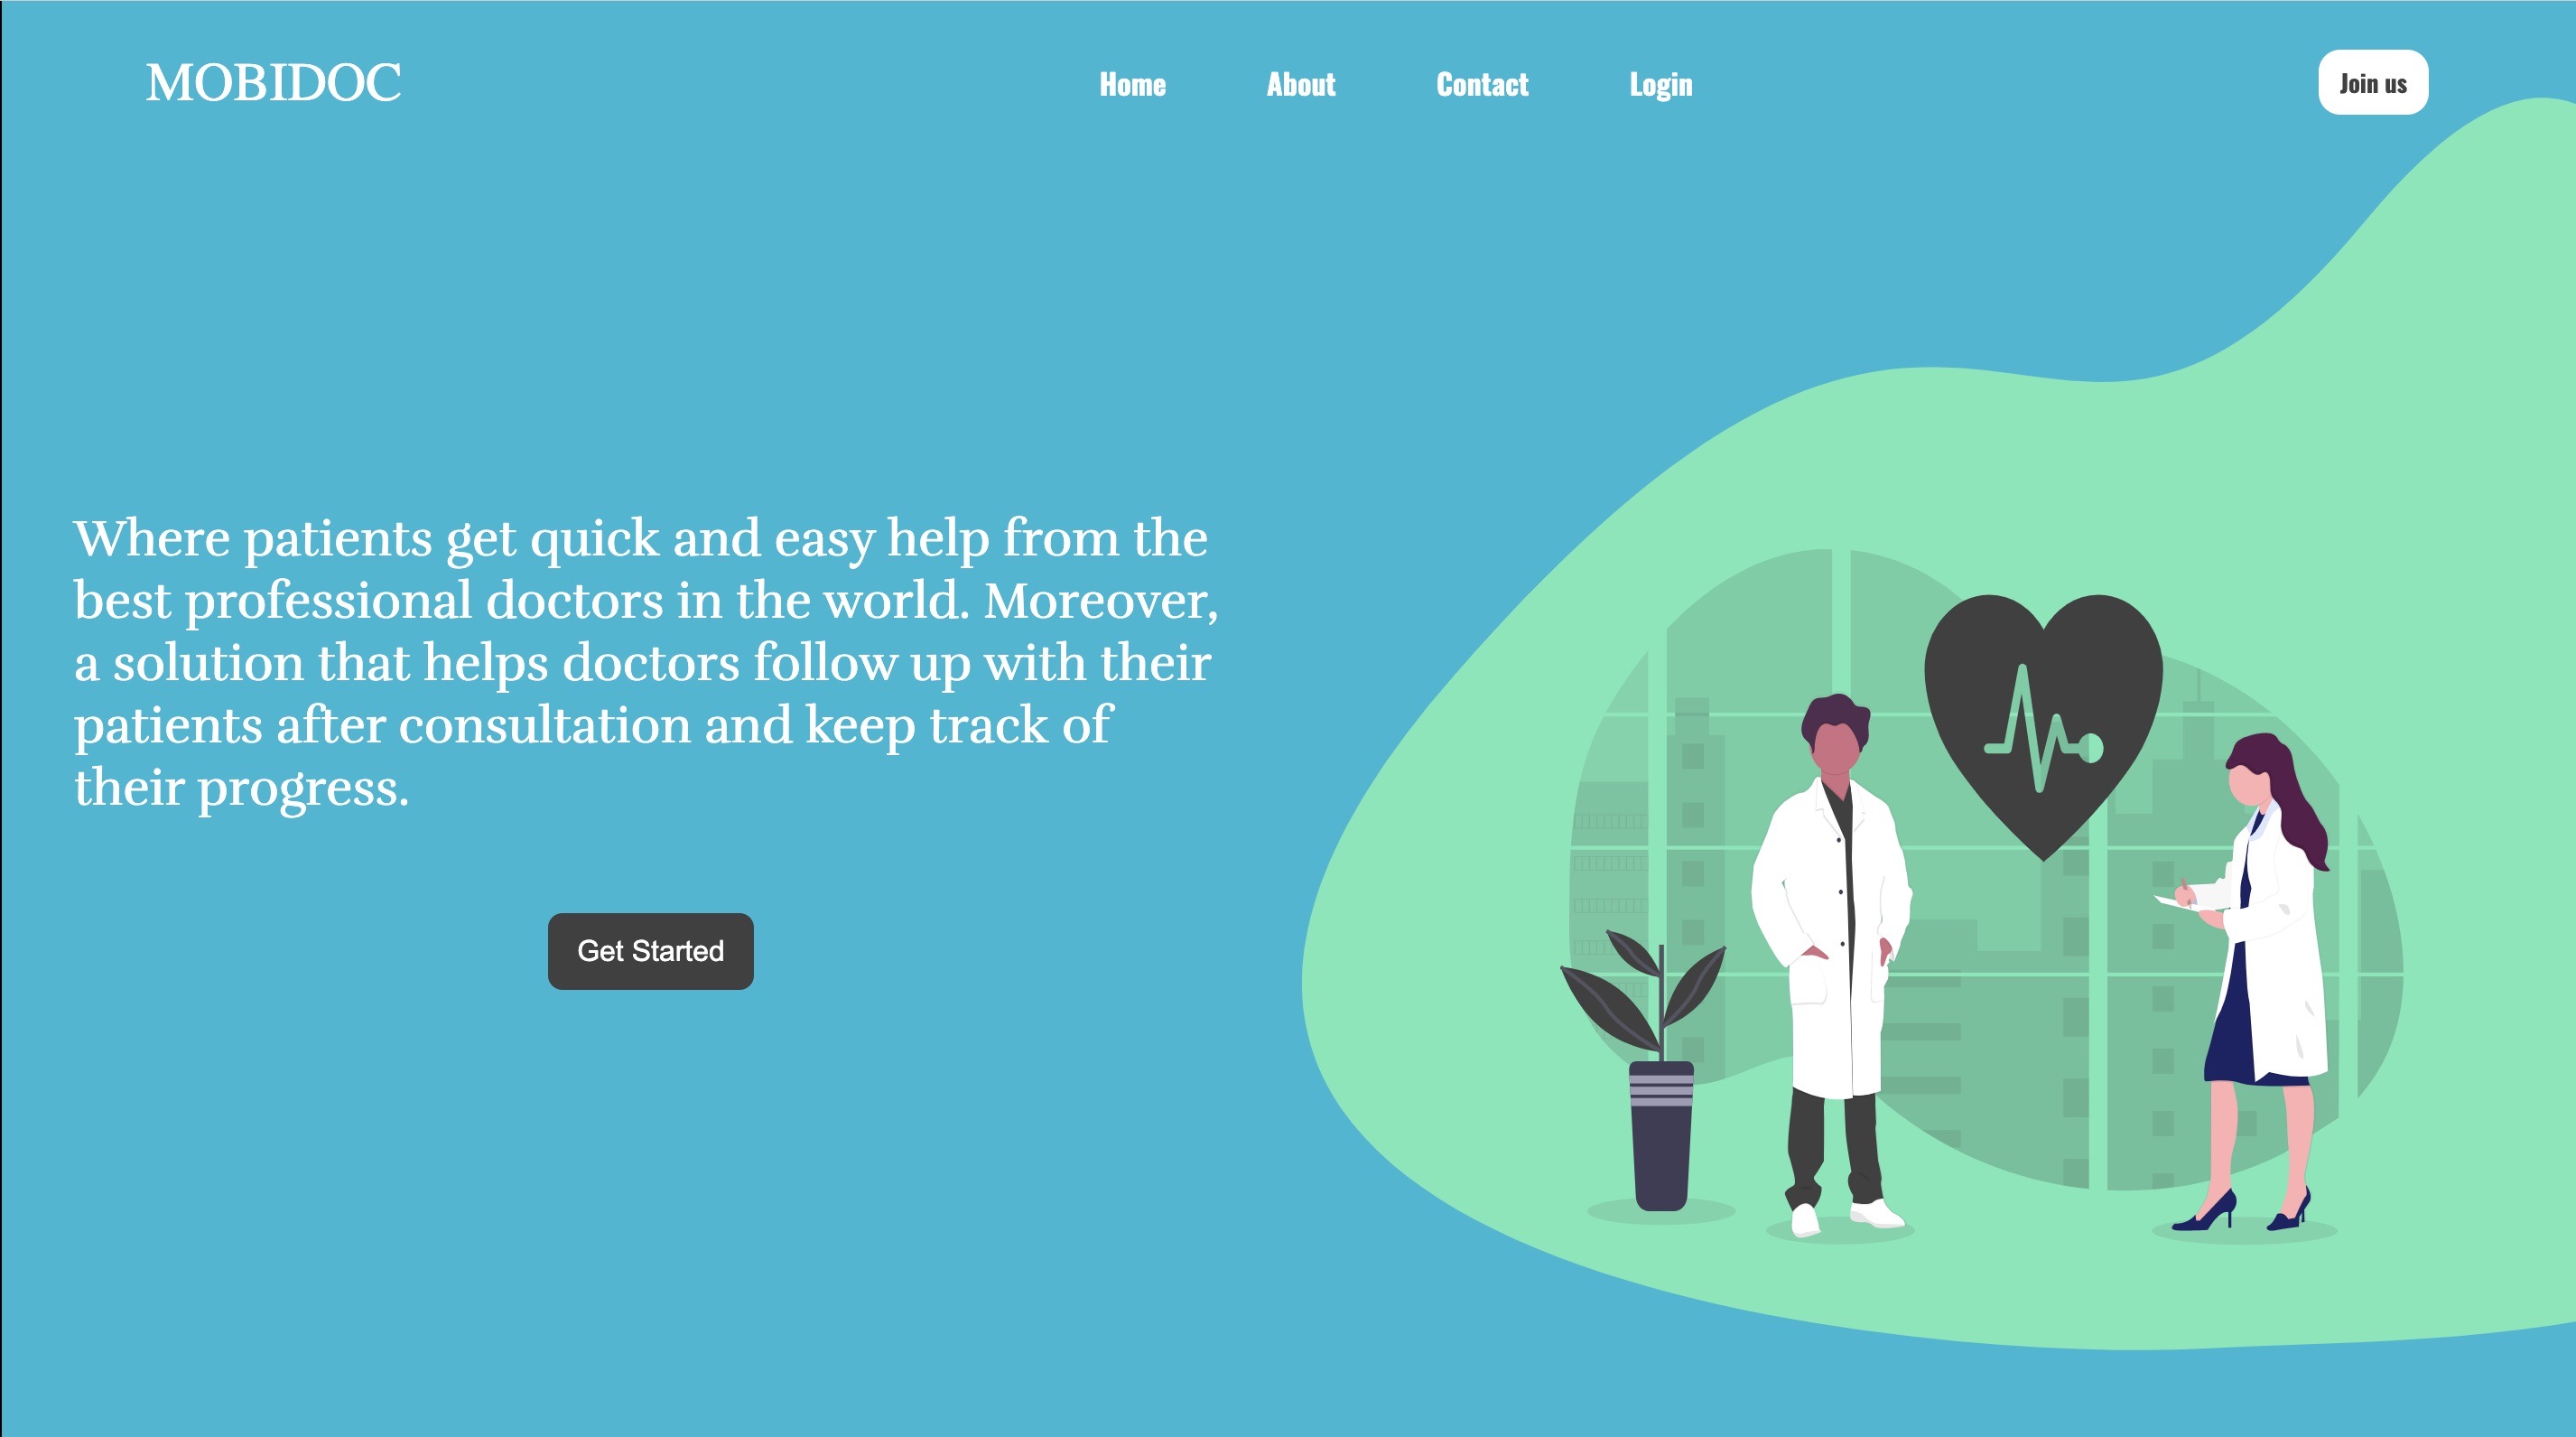 MOBIDOC
Home
About
Contact
Login
Join us
Where patients get quick and easy help from the
best professional doctors in the world. Moreover,
a solution that helps doctors follow up with their
patients after consultation and keep track of
their progress.
Get Started